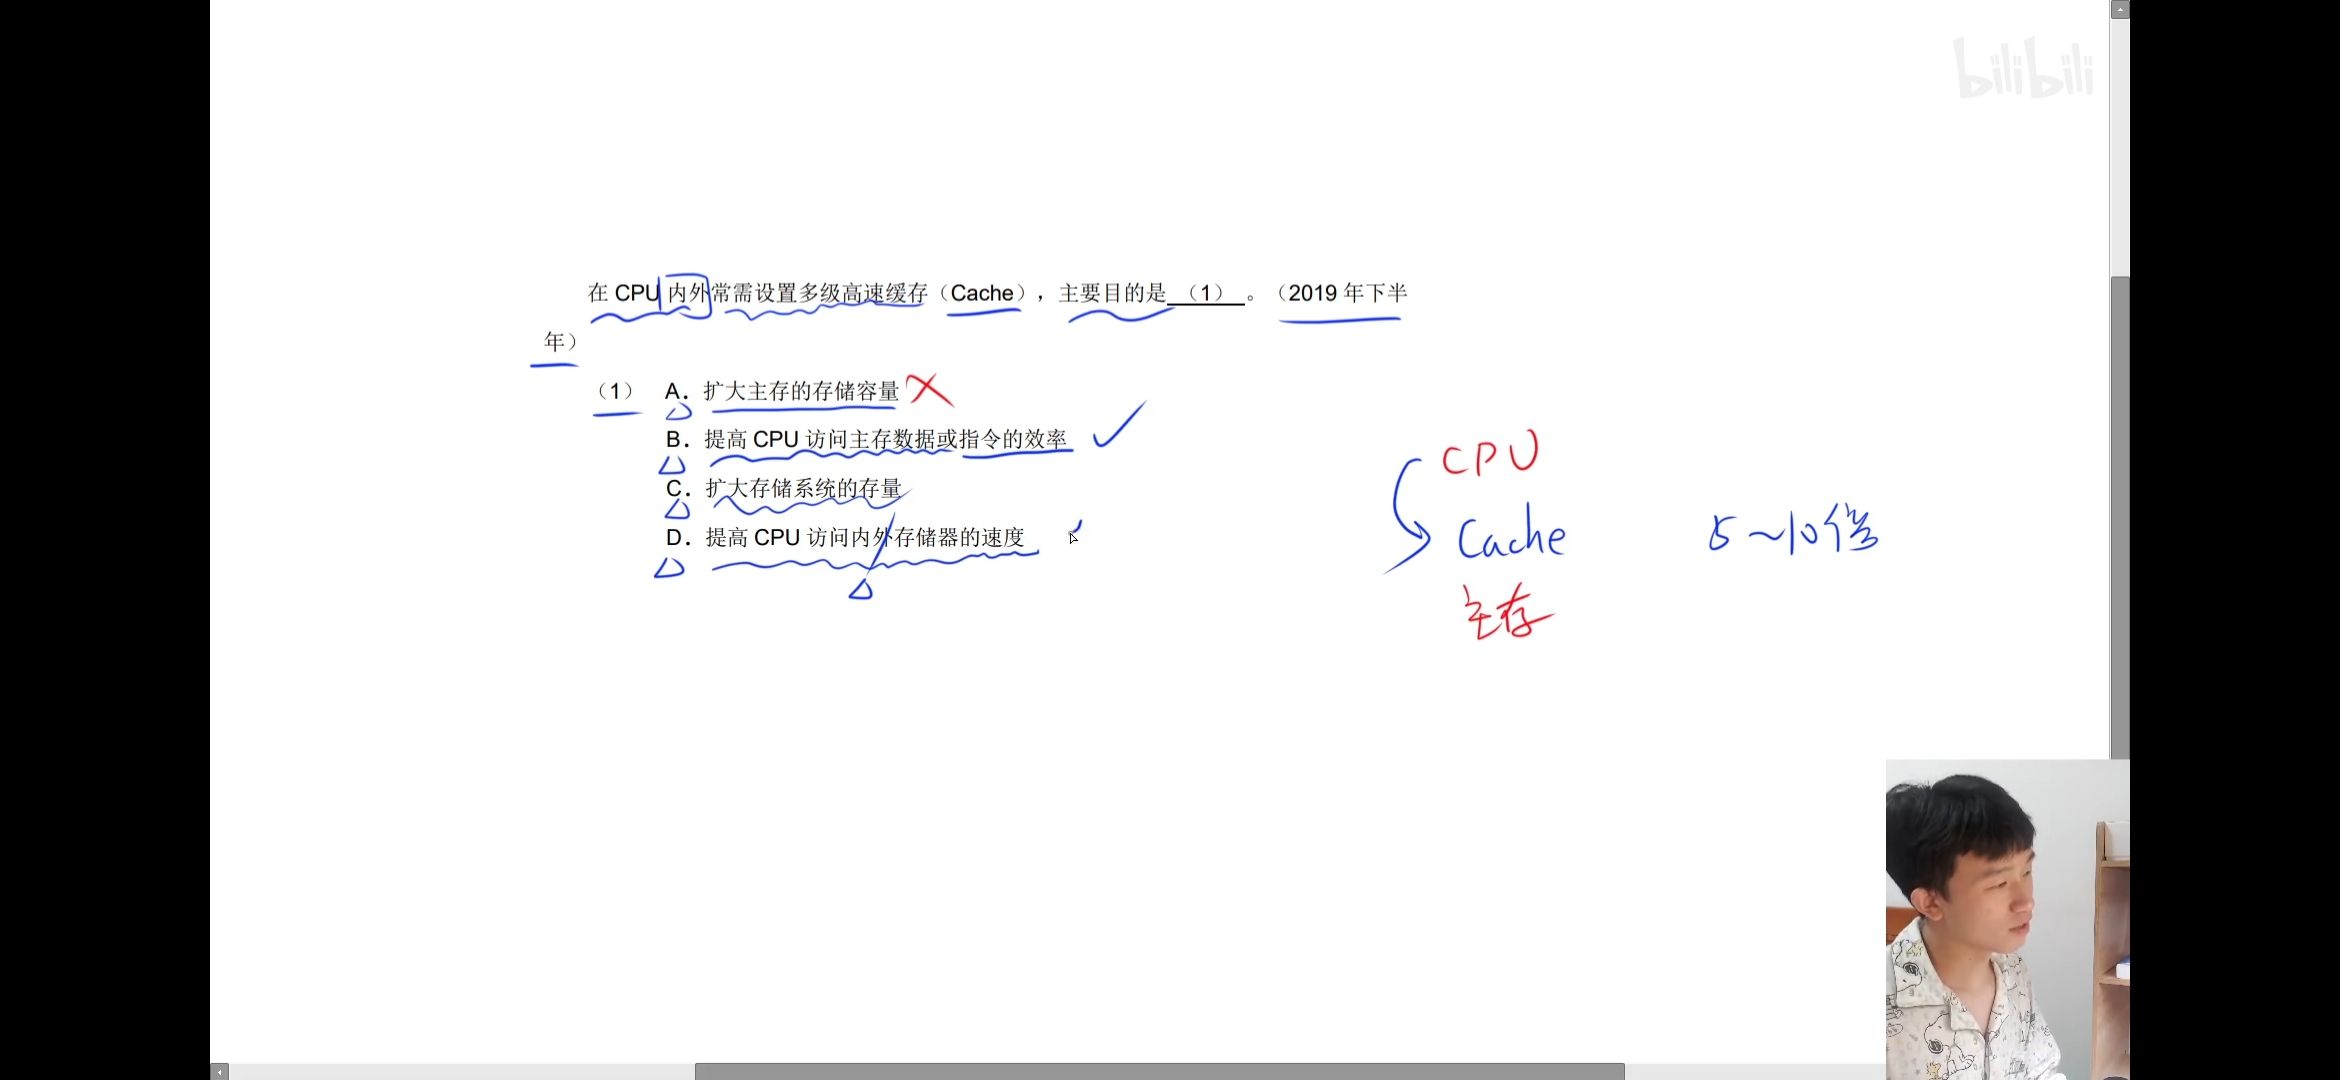 bilibili
在 CPU 内外常需设置多级高速缓存（Cache），主要目的是 （1） 。（2019 年下半
年）
（1） A．扩大主存的存储容量
B．提高 CPU 访问主存数据或指令的效率
C．扩大存储系统的存量
D．提高 CPU 访问内外存储器的速度
CPU
Cache
5～10倍
主存